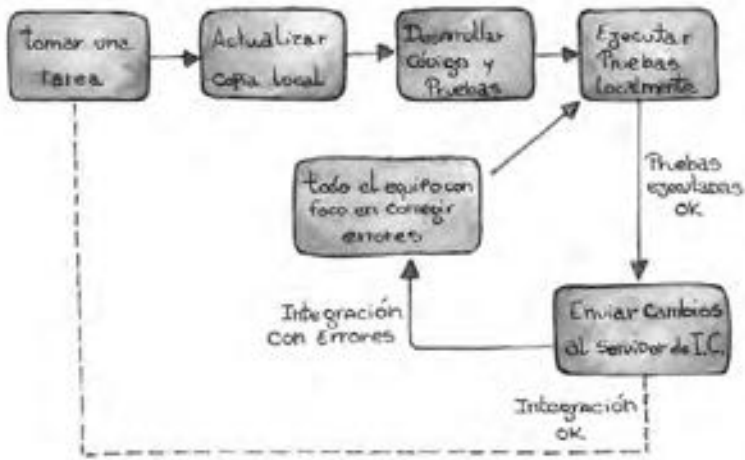 Tomar una
tarea
Actualizar
copia local
Desarrollar
código y
Pruebas
Ejecutar
Pruebas
localmente
Pruebas
ejecutadas
OK
todo el equipo con
foco en corregir
errores
Integración
con Errores
Enviar Cambios
al servidor de I.C.
Integración
OK